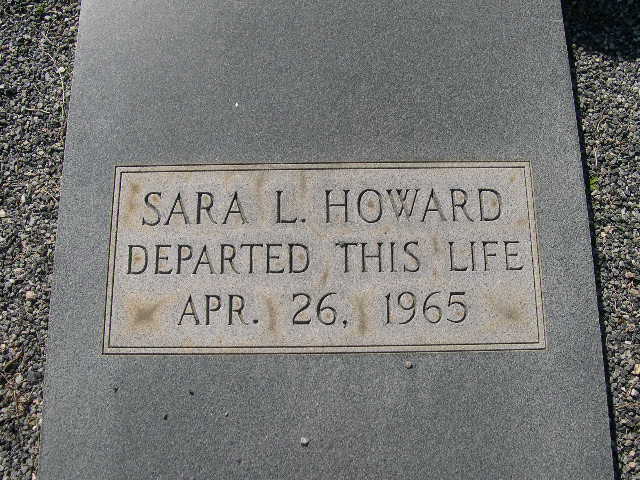 SARA L. HOWARD
DEPARTED THIS LIFE
APR. 26, 1965